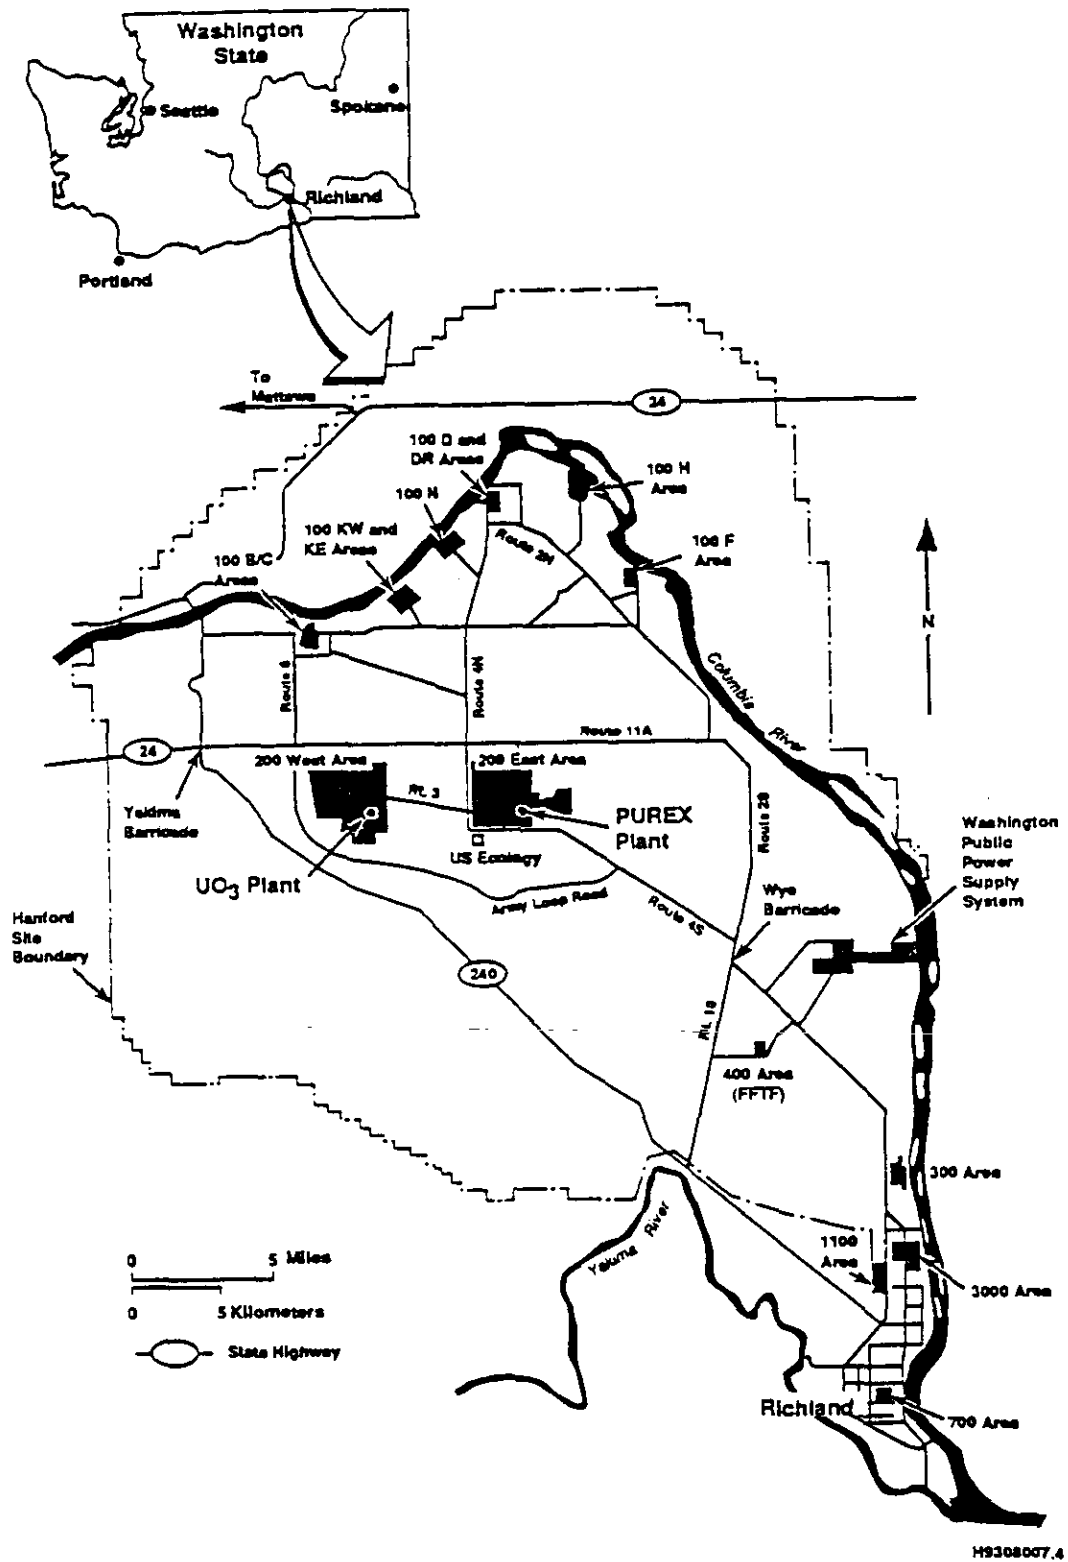 Washington
State
Seattle
Spokane
Richland
Portland
To
Mattawa
24
100 D and
DR Areas
100 H
Area
100 N
100 KW and
KE Areas
Route 2N
100 F
Area
100 B/C
Areas
N
Route 6
Route 4N
Columbia
River
Route 11A
24
200 West Area
200 East Area
Rt. 3
Yakima
Barricade
PUREX
Plant
Route 2S
Washington
Public
Power
Supply
System
US Ecology
UO3 Plant
Army Loop Road
Route 4S
Wye
Barricade
Hanford
Site
Boundary
240
Rt. 10
400 Area
(FFTF)
300 Area
Yakima River
1100
Area
3000 Area
0 5 Miles
0 5 Kilometers
State Highway
Richland
700 Area
H9308007.4